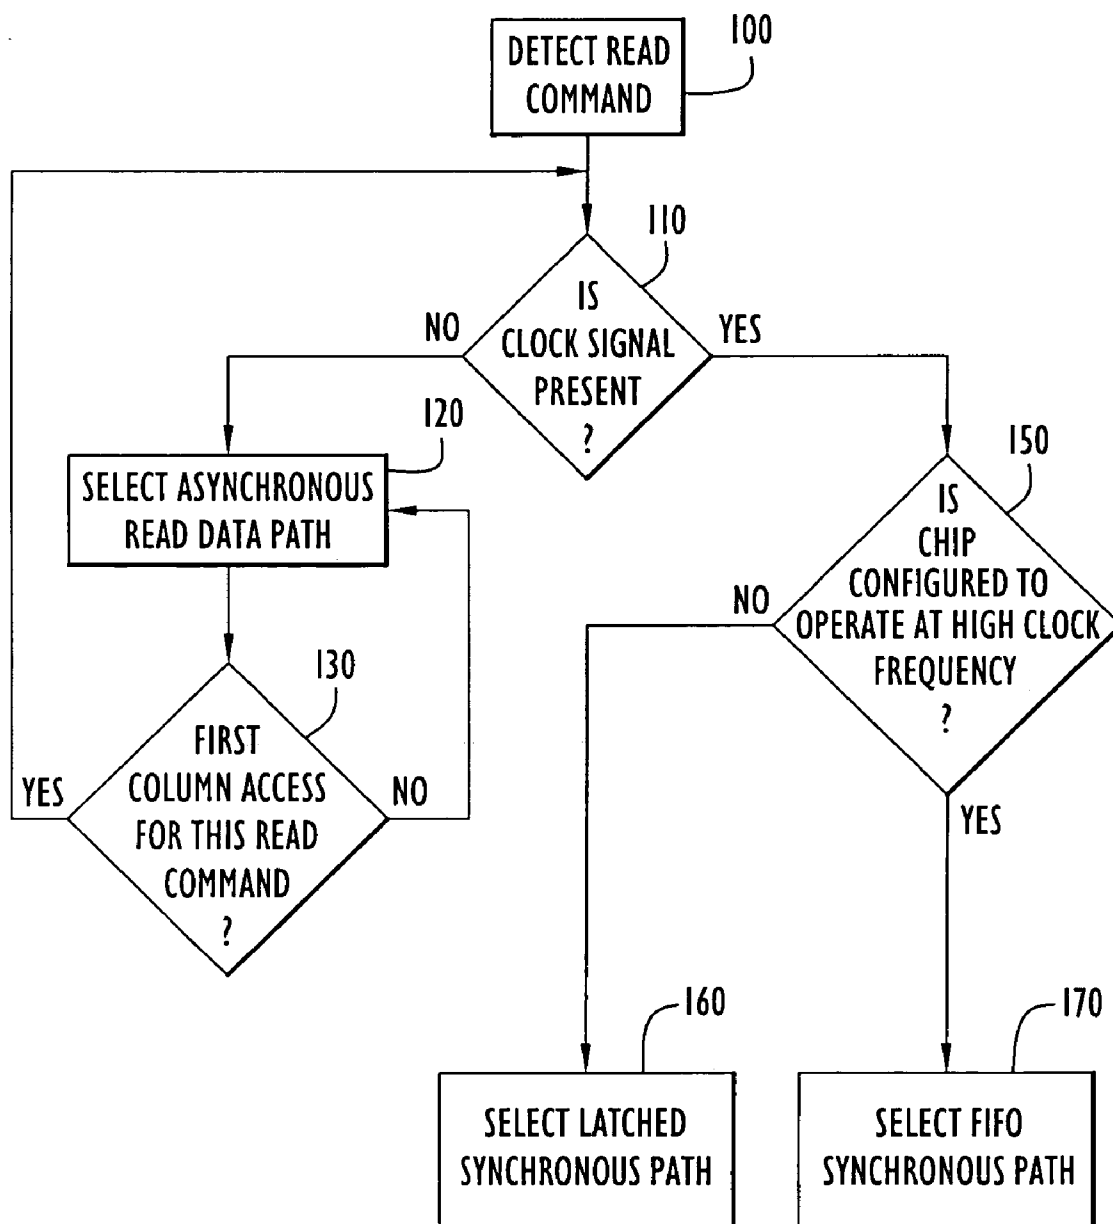 100
DETECT READ
COMMAND
110
IS
CLOCK SIGNAL
PRESENT
?
NO
YES
120
SELECT ASYNCHRONOUS
READ DATA PATH
130
FIRST
COLUMN ACCESS
FOR THIS READ
COMMAND
?
YES
NO
150
IS
CHIP
CONFIGURED TO
OPERATE AT HIGH CLOCK
FREQUENCY
?
NO
YES
160
SELECT LATCHED
SYNCHRONOUS PATH
170
SELECT FIFO
SYNCHRONOUS PATH